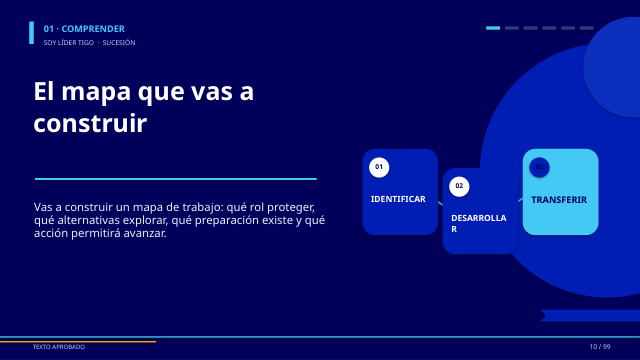 01 · COMPRENDER
SOY LÍDER TIGO · SUCESIÓN
El mapa que vas a
construir
Vas a construir un mapa de trabajo: qué rol proteger,
qué alternativas explorar, qué preparación existe y qué
acción permitirá avanzar.
01
IDENTIFICAR
02
DESARROLLA
R
03
TRANSFERIR
TEXTO APROBADO
10 / 99